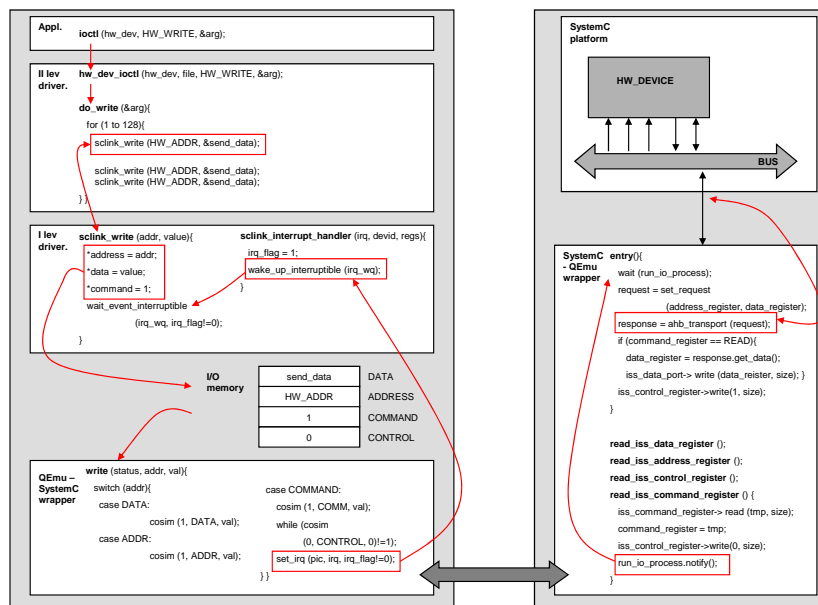 Appl.
ioctl (hw_dev, HW_WRITE, &arg);
II lev
driver.
hw_dev_ioctl (hw_dev, file, HW_WRITE, &arg);
do_write (&arg){
for (1 to 128){
sclink_write (HW_ADDR, &send_data);
sclink_write (HW_ADDR, &send_data);
sclink_write (HW_ADDR, &send_data);
} }
I lev
driver.
sclink_write (addr, value){
*address = addr;
*data = value;
*command = 1;
wait_event_interruptible
(irq_wq, irq_flag!=0);
}
sclink_interrupt_handler (irq, devid, regs){
irq_flag = 1;
wake_up_interruptible (irq_wq);
}
I/O
memory
send_data DATA
HW_ADDR ADDRESS
1 COMMAND
0 CONTROL
QEmu –
SystemC
wrapper
write (status, addr, val){
switch (addr){
case DATA:
cosim (1, DATA, val);
case ADDR:
cosim (1, ADDR, val);
case COMMAND:
cosim (1, COMM, val);
while (cosim
(0, CONTROL, 0)!=1);
set_irq (pic, irq, irq_flag!=0);
} }
SystemC
platform
HW_DEVICE
BUS
SystemC
- QEmu
wrapper
entry(){
wait (run_io_process);
request = set_request
(address_register, data_register);
response = ahb_transport (request);
if (command_register == READ){
data_register = response.get_data();
iss_data_port-> write (data_reister, size); }
iss_control_register->write(1, size);
}
read_iss_data_register ();
read_iss_address_register ();
read_iss_control_register ();
read_iss_command_register () {
iss_command_register-> read (tmp, size);
command_register = tmp;
iss_control_register->write(0, size);
run_io_process.notify();
}